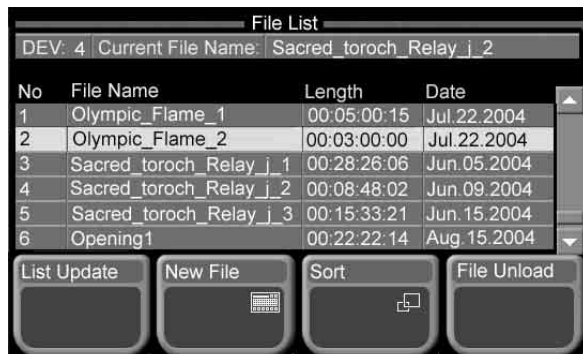 File List
DEV: 4 Current File Name: Sacred_toroch_Relay_j_2
No File Name Length Date
1 Olympic_Flame_1 00:05:00:15 Jul.22.2004
2 Olympic_Flame_2 00:03:00:00 Jul.22.2004
3 Sacred_toroch_Relay_j_1 00:28:26:06 Jun.05.2004
4 Sacred_toroch_Relay_j_2 00:08:48:02 Jun.09.2004
5 Sacred_toroch_Relay_j_3 00:15:33:21 Jun.15.2004
6 Opening1 00:22:22:14 Aug.15.2004
List Update New File Sort File Unload